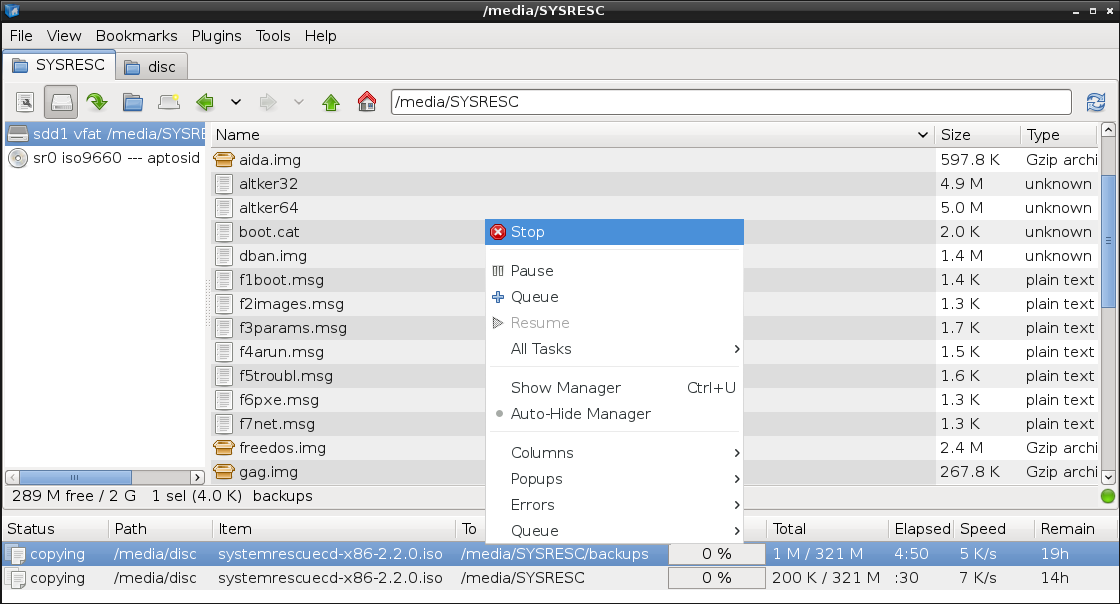 /media/SYSRESC
File View Bookmarks Plugins Tools Help
SYSRESC disc
/media/SYSRESC
sdd1 vfat /media/SYSRE
sr0 iso9660 --- aptosid
Name Size Type
aida.img 597.8 K Gzip archi
altker32 4.9 M unknown
altker64 5.0 M unknown
boot.cat 2.0 K unknown
dban.img 1.4 M unknown
f1boot.msg 1.4 K plain text
f2images.msg 1.3 K plain text
f3params.msg 1.7 K plain text
f4arun.msg 1.5 K plain text
f5troubl.msg 1.6 K plain text
f6pxe.msg 1.3 K plain text
f7net.msg 1.3 K plain text
freedos.img 2.4 M Gzip archi
gag.img 267.8 K Gzip archi
Stop
Pause
Queue
Resume
All Tasks
Show Manager Ctrl+U
Auto-Hide Manager
Columns
Popups
Errors
Queue
289 M free / 2 G 1 sel (4.0 K) backups
Status Path Item To Total Elapsed Speed Remain
copying /media/disc systemrescuecd-x86-2.2.0.iso /media/SYSRESC/backups 0 % 1 M / 321 M 4:50 5 K/s 19h
copying /media/disc systemrescuecd-x86-2.2.0.iso /media/SYSRESC 0 % 200 K / 321 M :30 7 K/s 14h